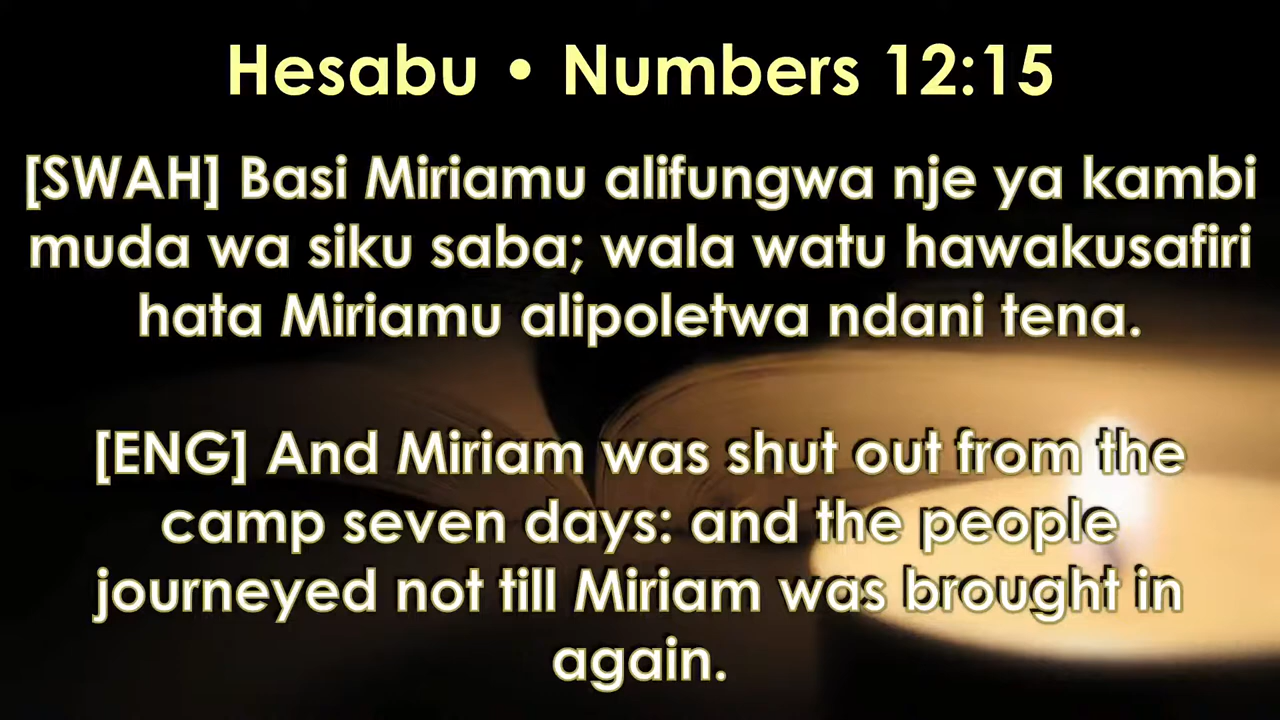 Hesabu • Numbers 12:15
[SWAH] Basi Miriamu alifungwa nje ya kambi
muda wa siku saba; wala watu hawakusafiri
hata Miriamu alipoletwa ndani tena.
[ENG] And Miriam was shut out from the
camp seven days: and the people
journeyed not till Miriam was brought in
again.